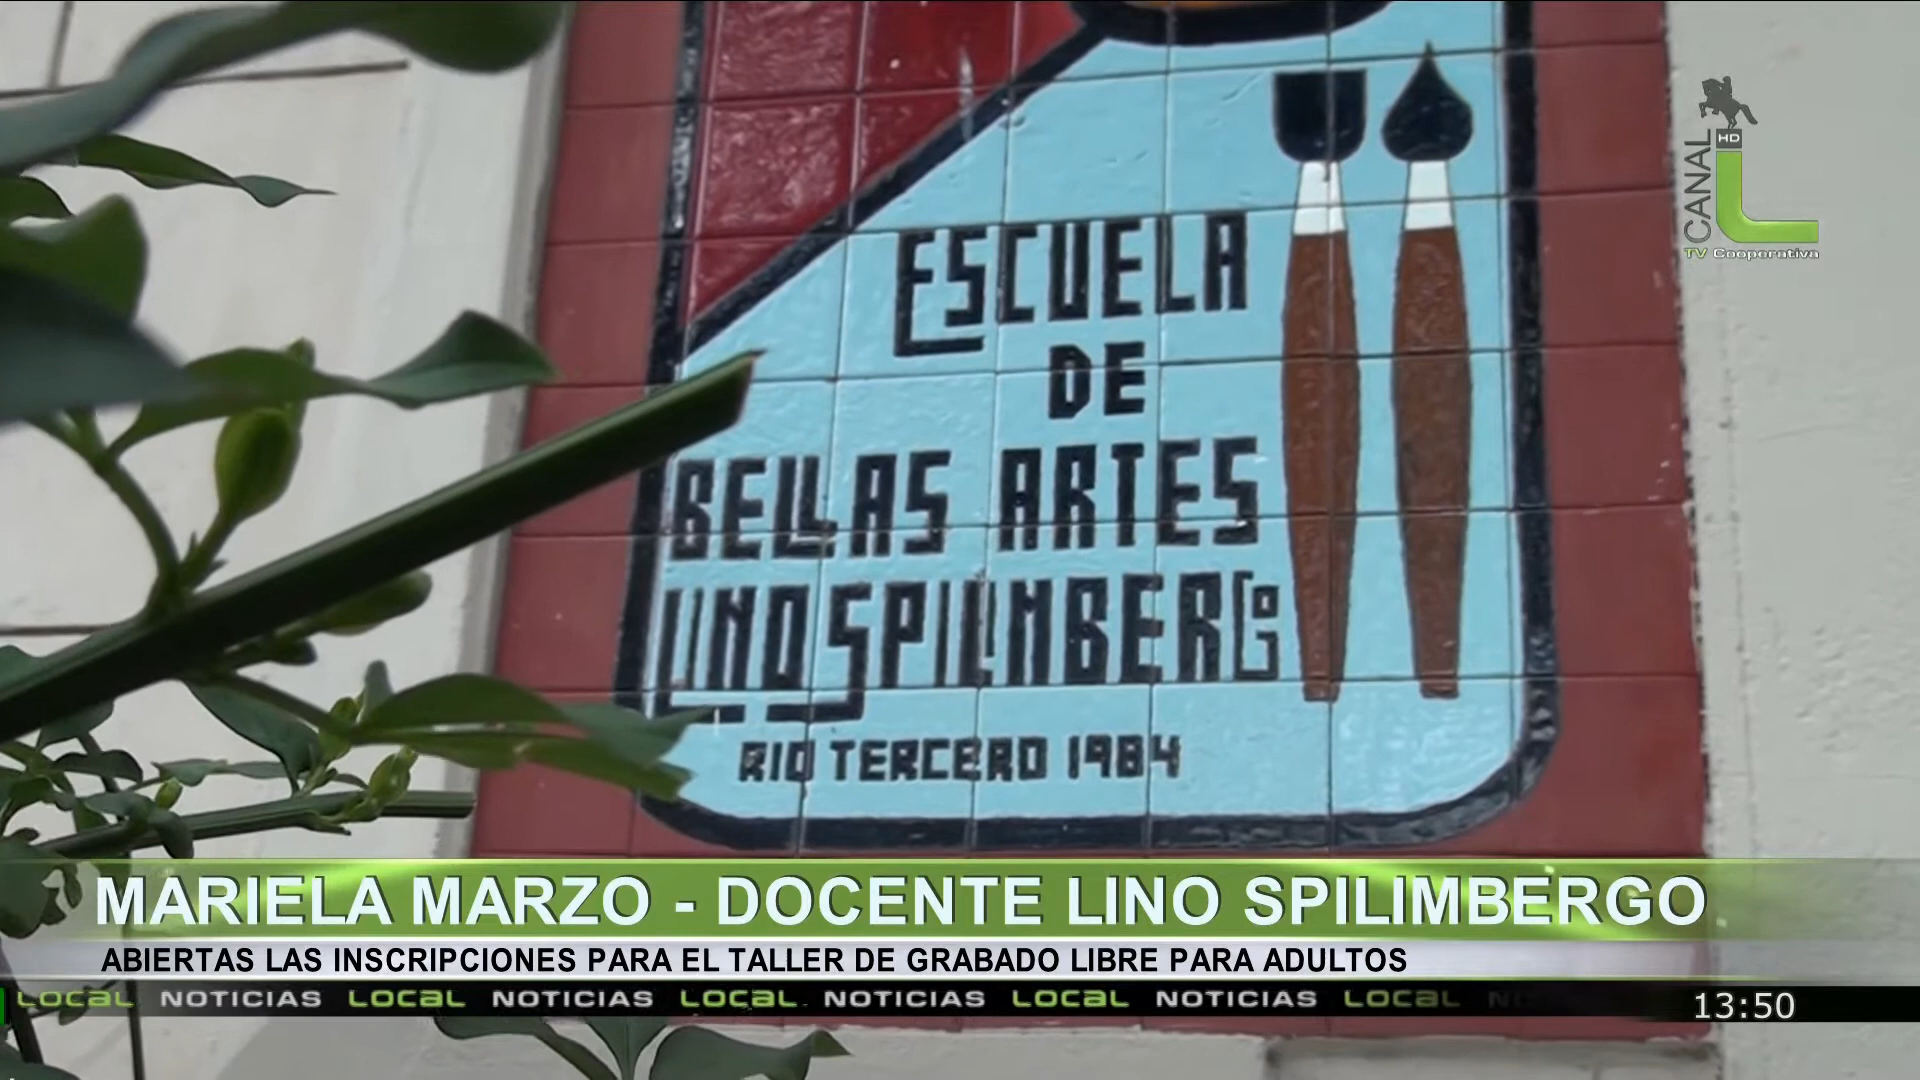 CANAL
HD
L
TV Cooperativa
ESCUELA
DE
BELLAS ARTES
LINO SPILIMBERGO
RIO TERCERO 1984
MARIELA MARZO - DOCENTE LINO SPILIMBERGO
ABIERTAS LAS INSCRIPCIONES PARA EL TALLER DE GRABADO LIBRE PARA ADULTOS
LOCAL NOTICIAS LOCAL NOTICIAS LOCAL NOTICIAS LOCAL NOTICIAS LOCAL
13:50